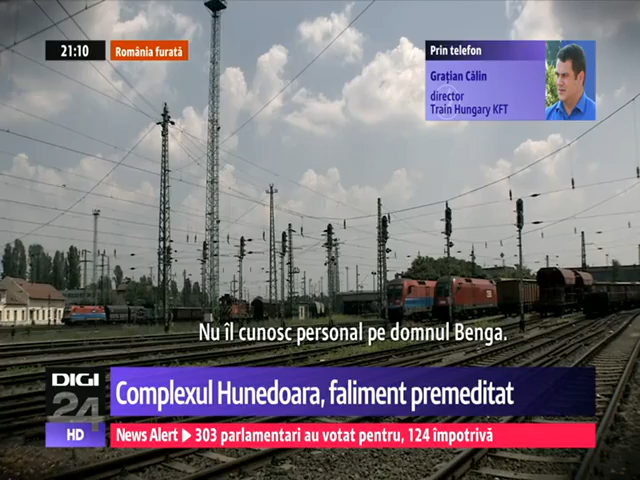 21:10
România furată
Prin telefon
Grațian Călin
director
Train Hungary KFT
Nu îl cunosc personal pe domnul Benga.
DIGI
24
HD
Complexul Hunedoara, faliment premeditat
News Alert ▶ 303 parlamentari au votat pentru, 124 împotrivă